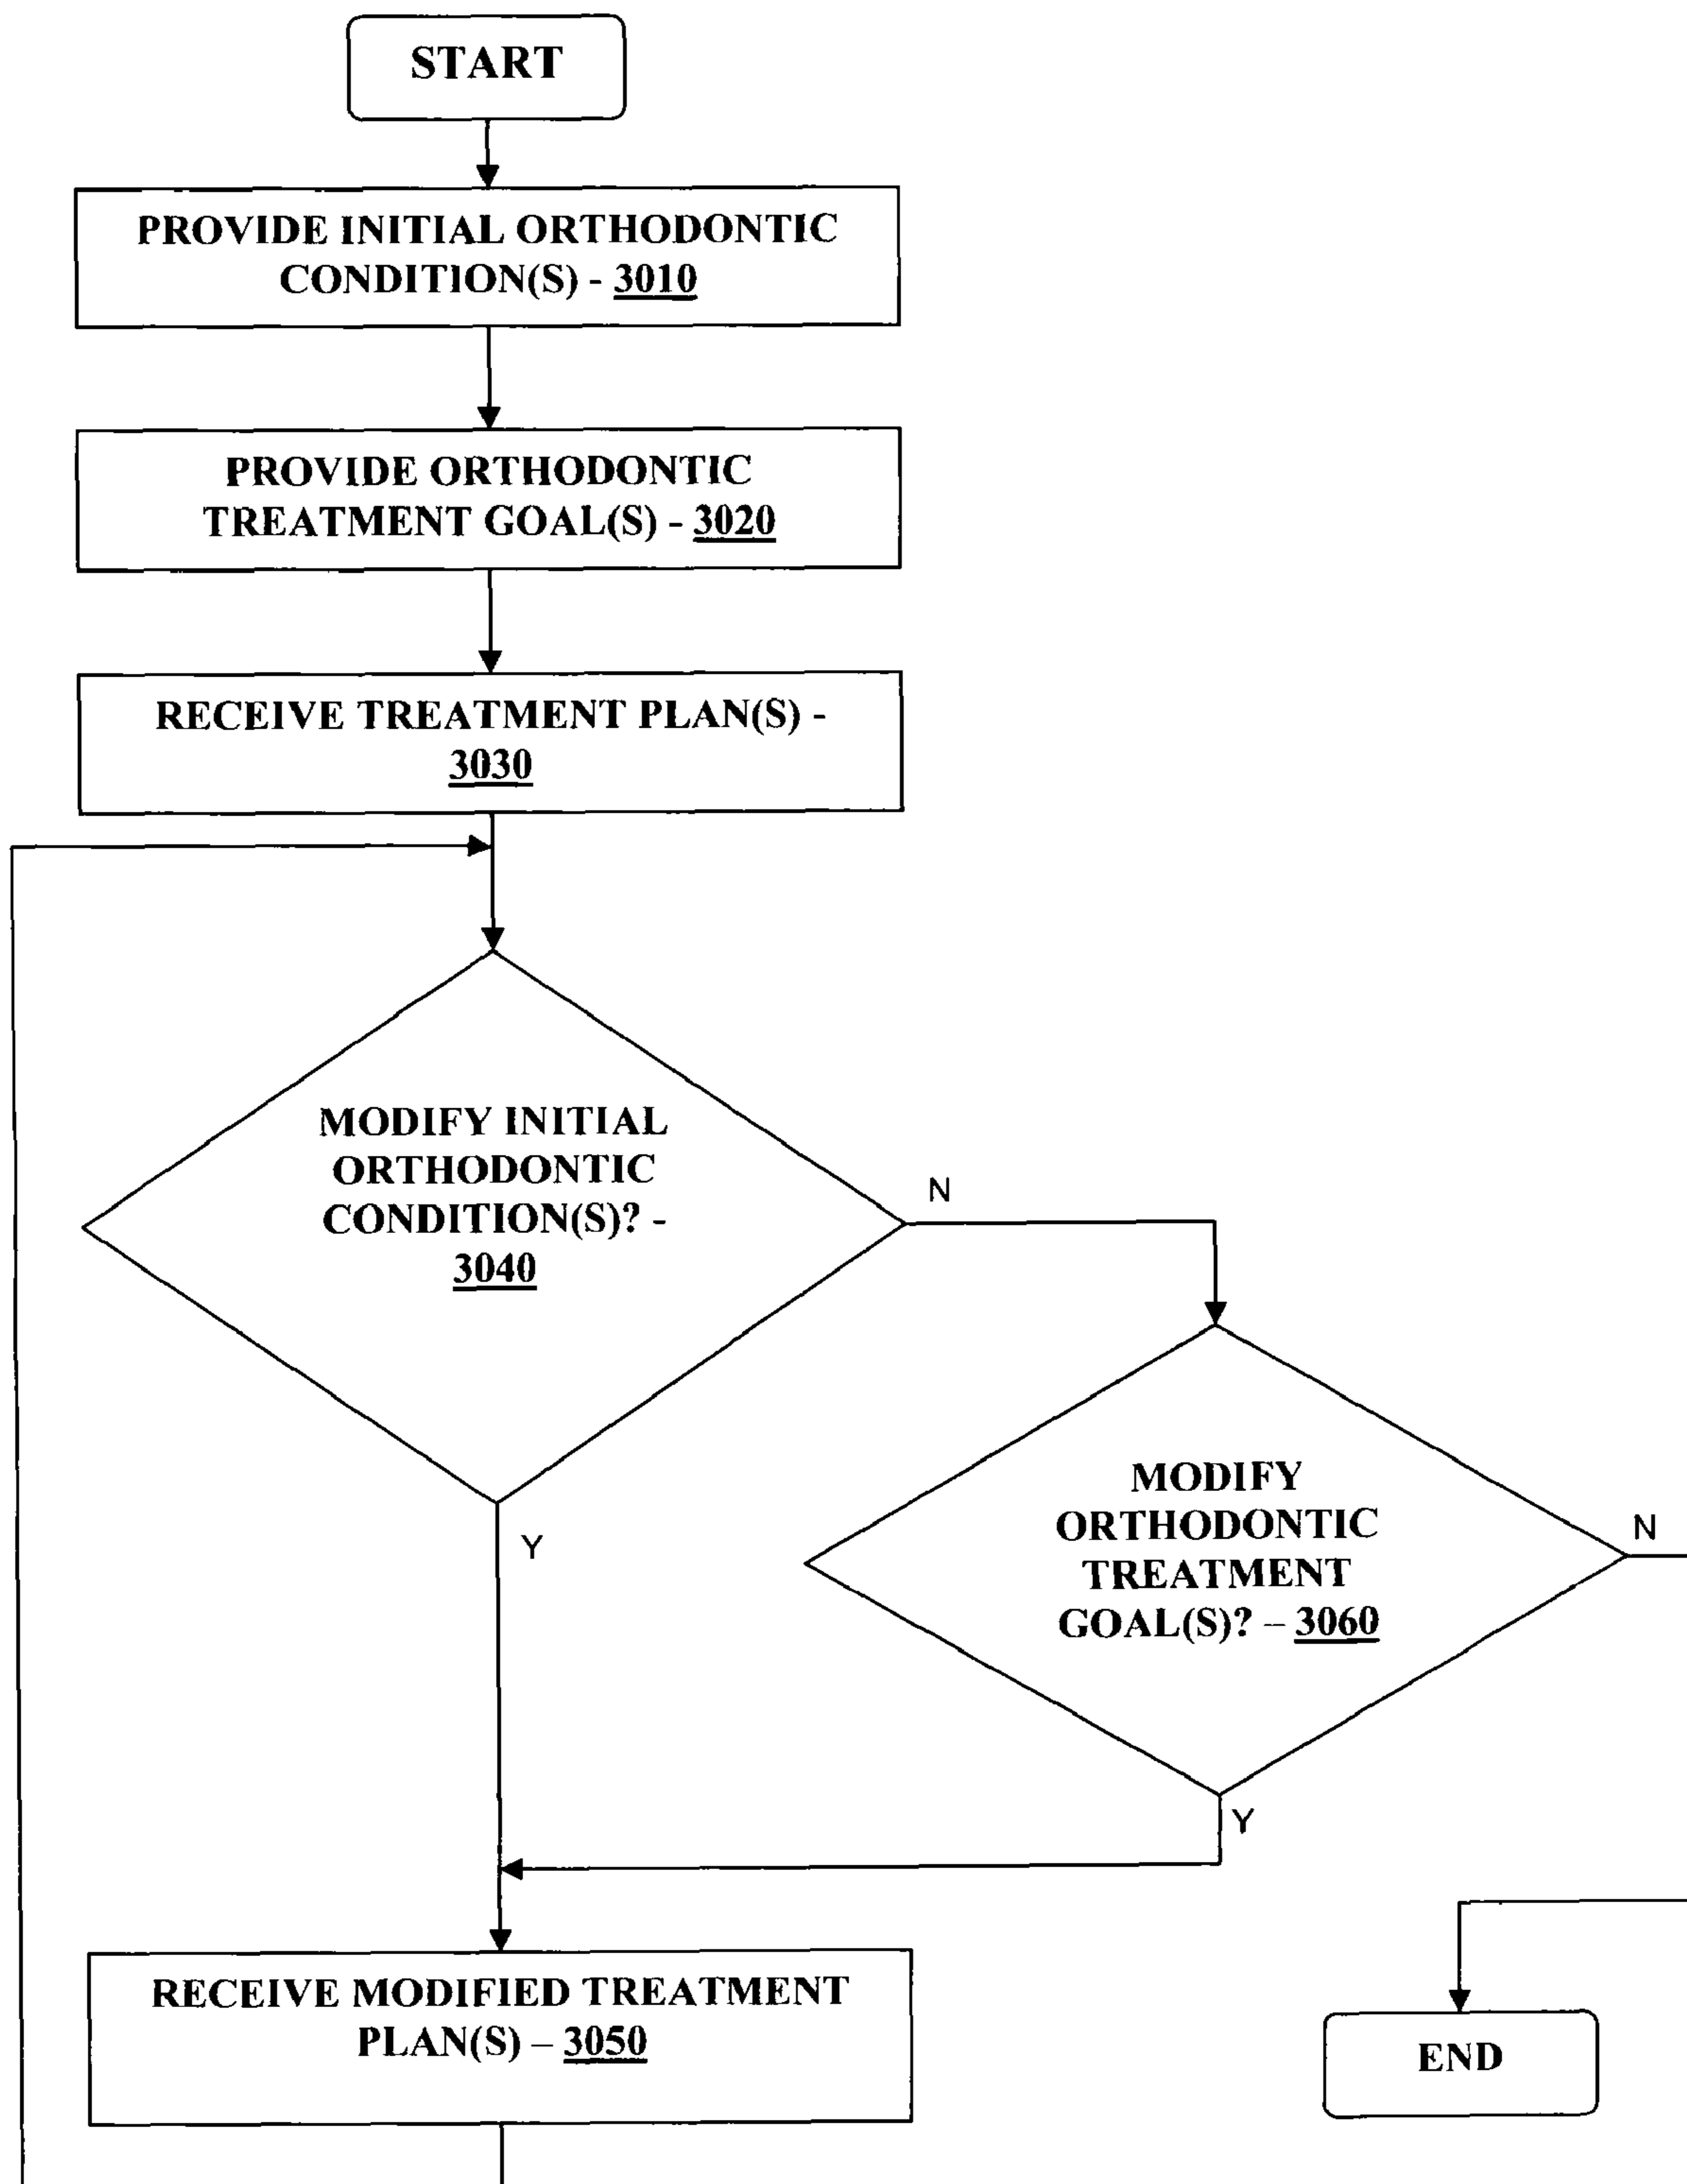 START
PROVIDE INITIAL ORTHODONTIC
CONDITION(S) - 3010
PROVIDE ORTHODONTIC
TREATMENT GOAL(S) - 3020
RECEIVE TREATMENT PLAN(S) -
3030
MODIFY INITIAL
ORTHODONTIC
CONDITION(S)? -
3040
N
Y
MODIFY
ORTHODONTIC
TREATMENT
GOAL(S)? – 3060
N
Y
RECEIVE MODIFIED TREATMENT
PLAN(S) – 3050
END